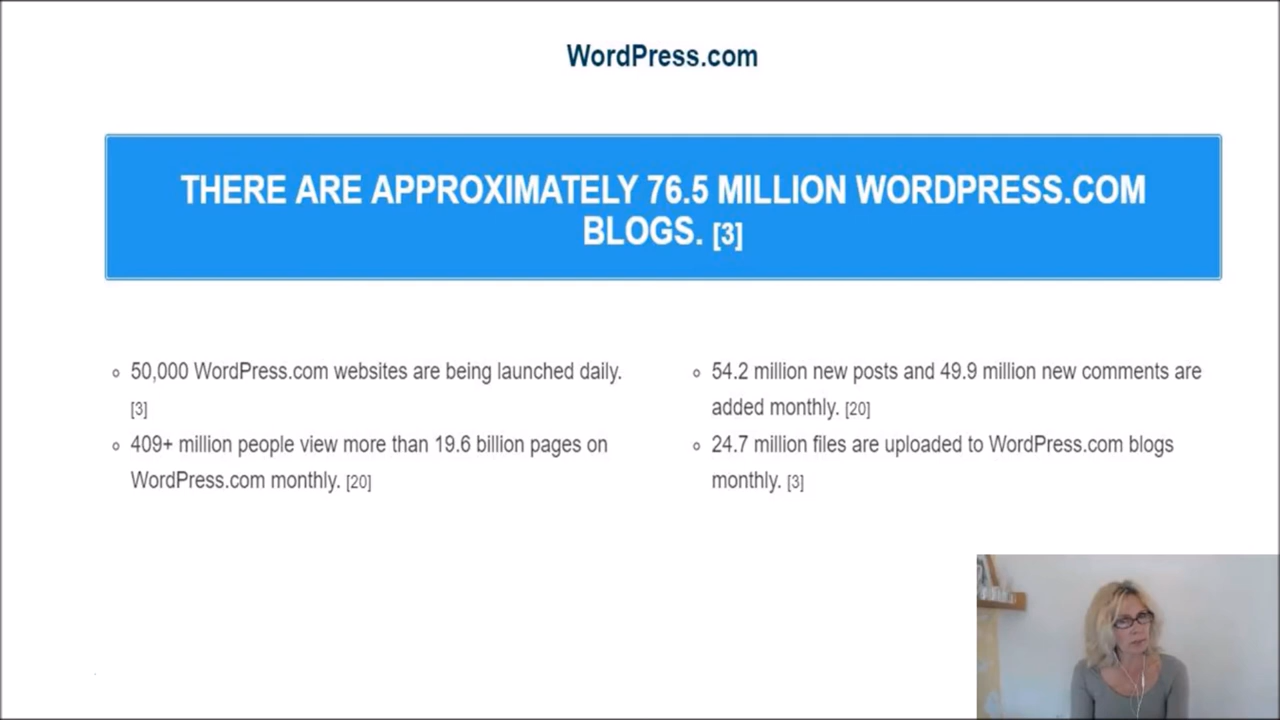 WordPress.com
THERE ARE APPROXIMATELY 76.5 MILLION WORDPRESS.COM
BLOGS. [3]
50,000 WordPress.com websites are being launched daily.
[3]
409+ million people view more than 19.6 billion pages on
WordPress.com monthly. [20]
54.2 million new posts and 49.9 million new comments are
added monthly. [20]
24.7 million files are uploaded to WordPress.com blogs
monthly. [3]